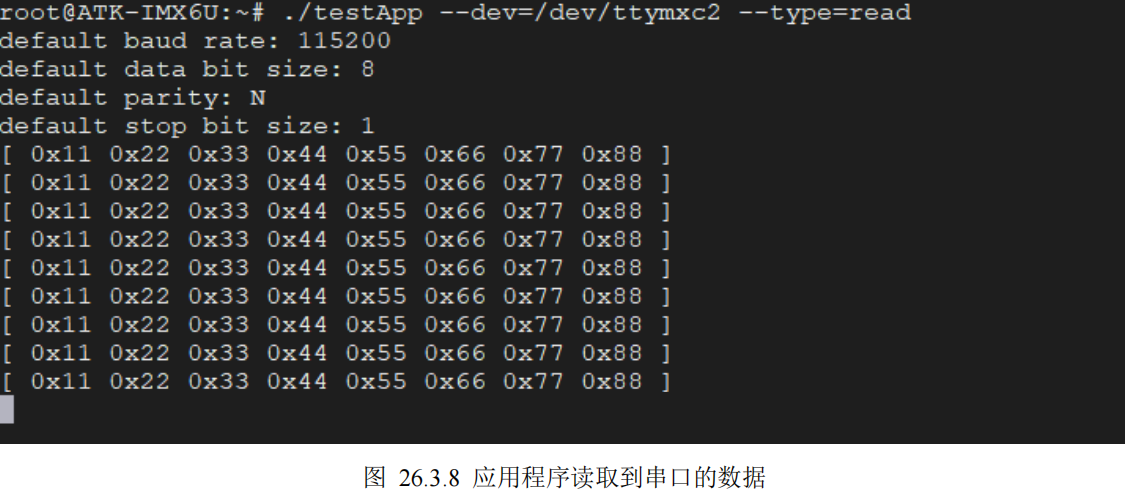 root@ATK-IMX6U:~# ./testApp --dev=/dev/ttymxc2 --type=read
default baud rate: 115200
default data bit size: 8
default parity: N
default stop bit size: 1
[ 0x11 0x22 0x33 0x44 0x55 0x66 0x77 0x88 ]
[ 0x11 0x22 0x33 0x44 0x55 0x66 0x77 0x88 ]
[ 0x11 0x22 0x33 0x44 0x55 0x66 0x77 0x88 ]
[ 0x11 0x22 0x33 0x44 0x55 0x66 0x77 0x88 ]
[ 0x11 0x22 0x33 0x44 0x55 0x66 0x77 0x88 ]
[ 0x11 0x22 0x33 0x44 0x55 0x66 0x77 0x88 ]
[ 0x11 0x22 0x33 0x44 0x55 0x66 0x77 0x88 ]
[ 0x11 0x22 0x33 0x44 0x55 0x66 0x77 0x88 ]
[ 0x11 0x22 0x33 0x44 0x55 0x66 0x77 0x88 ]
图 26.3.8 应用程序读取到串口的数据